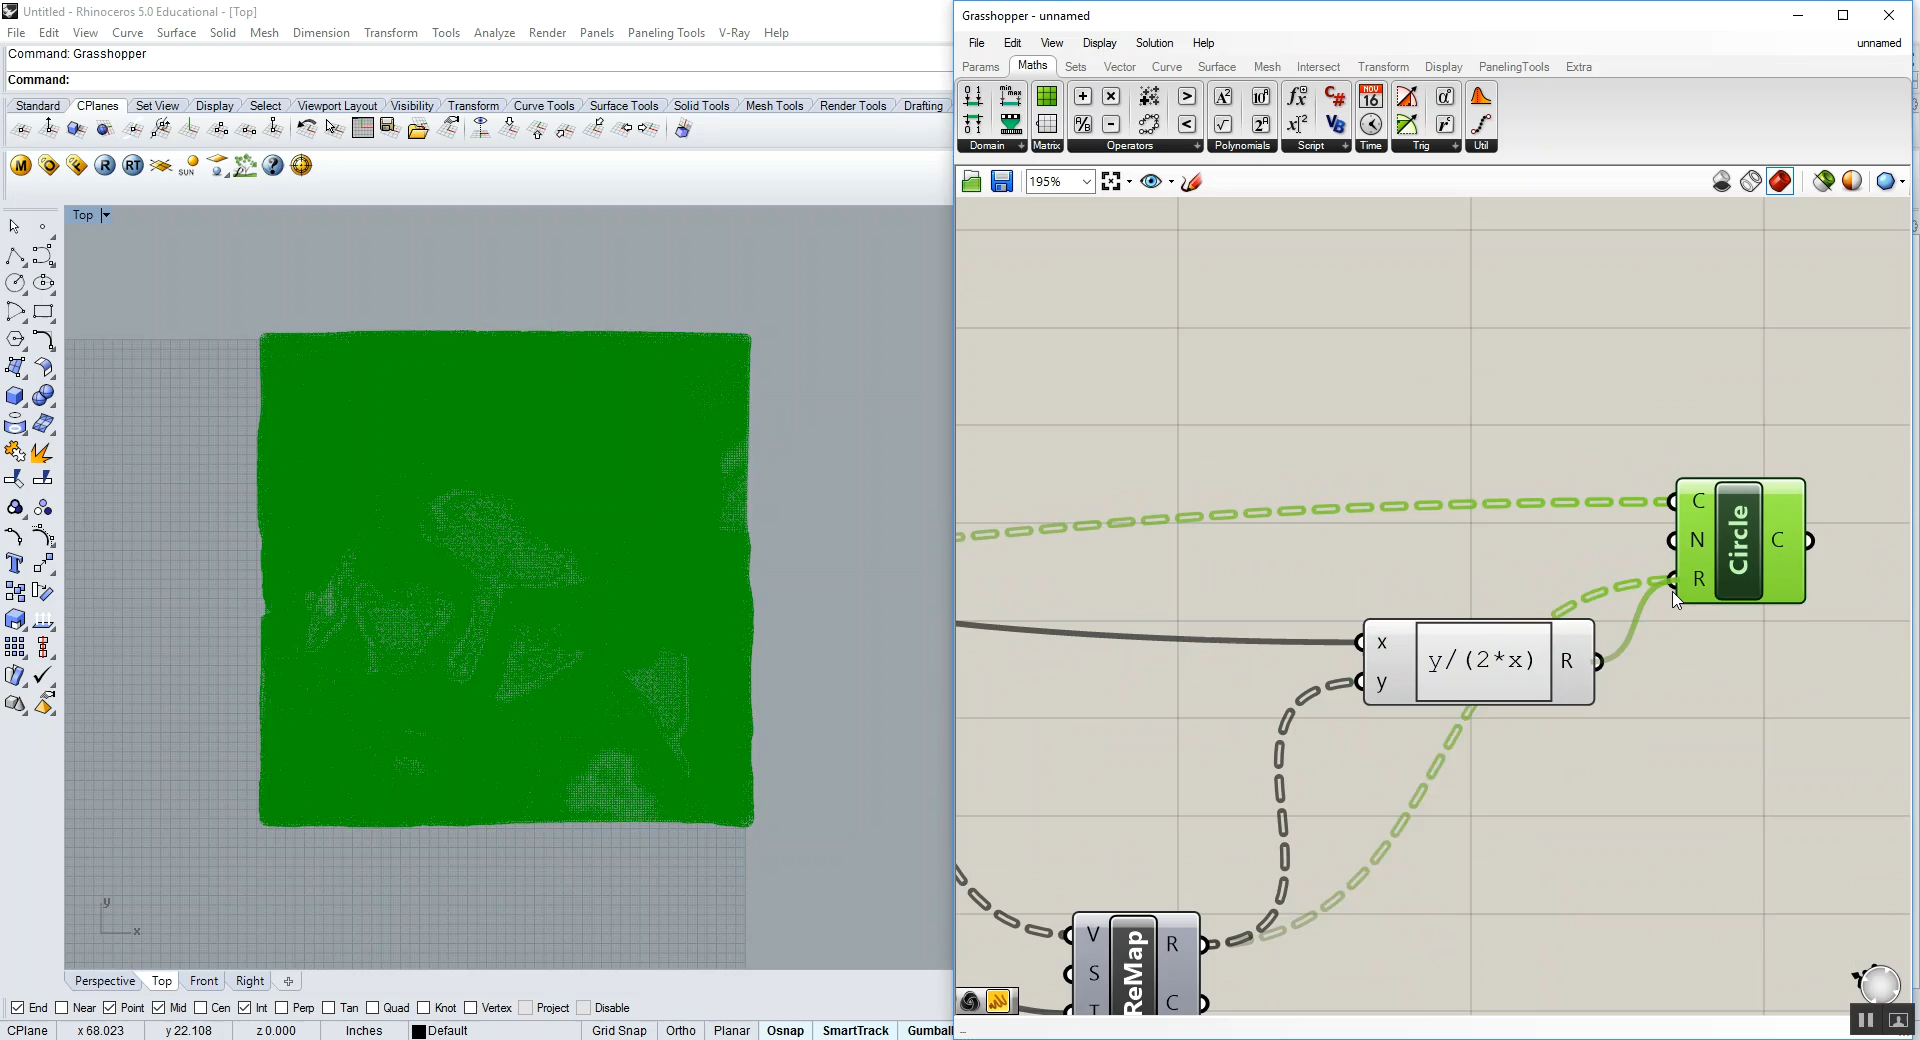 Untitled - Rhinoceros 5.0 Educational - [Top]
File Edit View Curve Surface Solid Mesh Dimension Transform Tools Analyze Render Panels Paneling Tools V-Ray Help
Command: Grasshopper
Command:
Standard CPlanes Set View Display Select Viewport Layout Visibility Transform Curve Tools Surface Tools Solid Tools Mesh Tools Render Tools Drafting
M R RT SUN ?
Top
y
x
Perspective Top Front Right
End Near Point Mid Cen Int Perp Tan Quad Knot Vertex Project Disable
CPlane x 68.023 y 22.108 z 0.000 Inches Default Grid Snap Ortho Planar Osnap SmartTrack Gumball
Grasshopper - unnamed
File Edit View Display Solution Help unnamed
Params Maths Sets Vector Curve Surface Mesh Intersect Transform Display PanelingTools Extra
Domain Matrix Operators Polynomials Script Time Trig Util
NOV
16
195%
C
N
R
Circle
C
x
y
y/(2*x)
R
V
S
T
ReMap
R
C